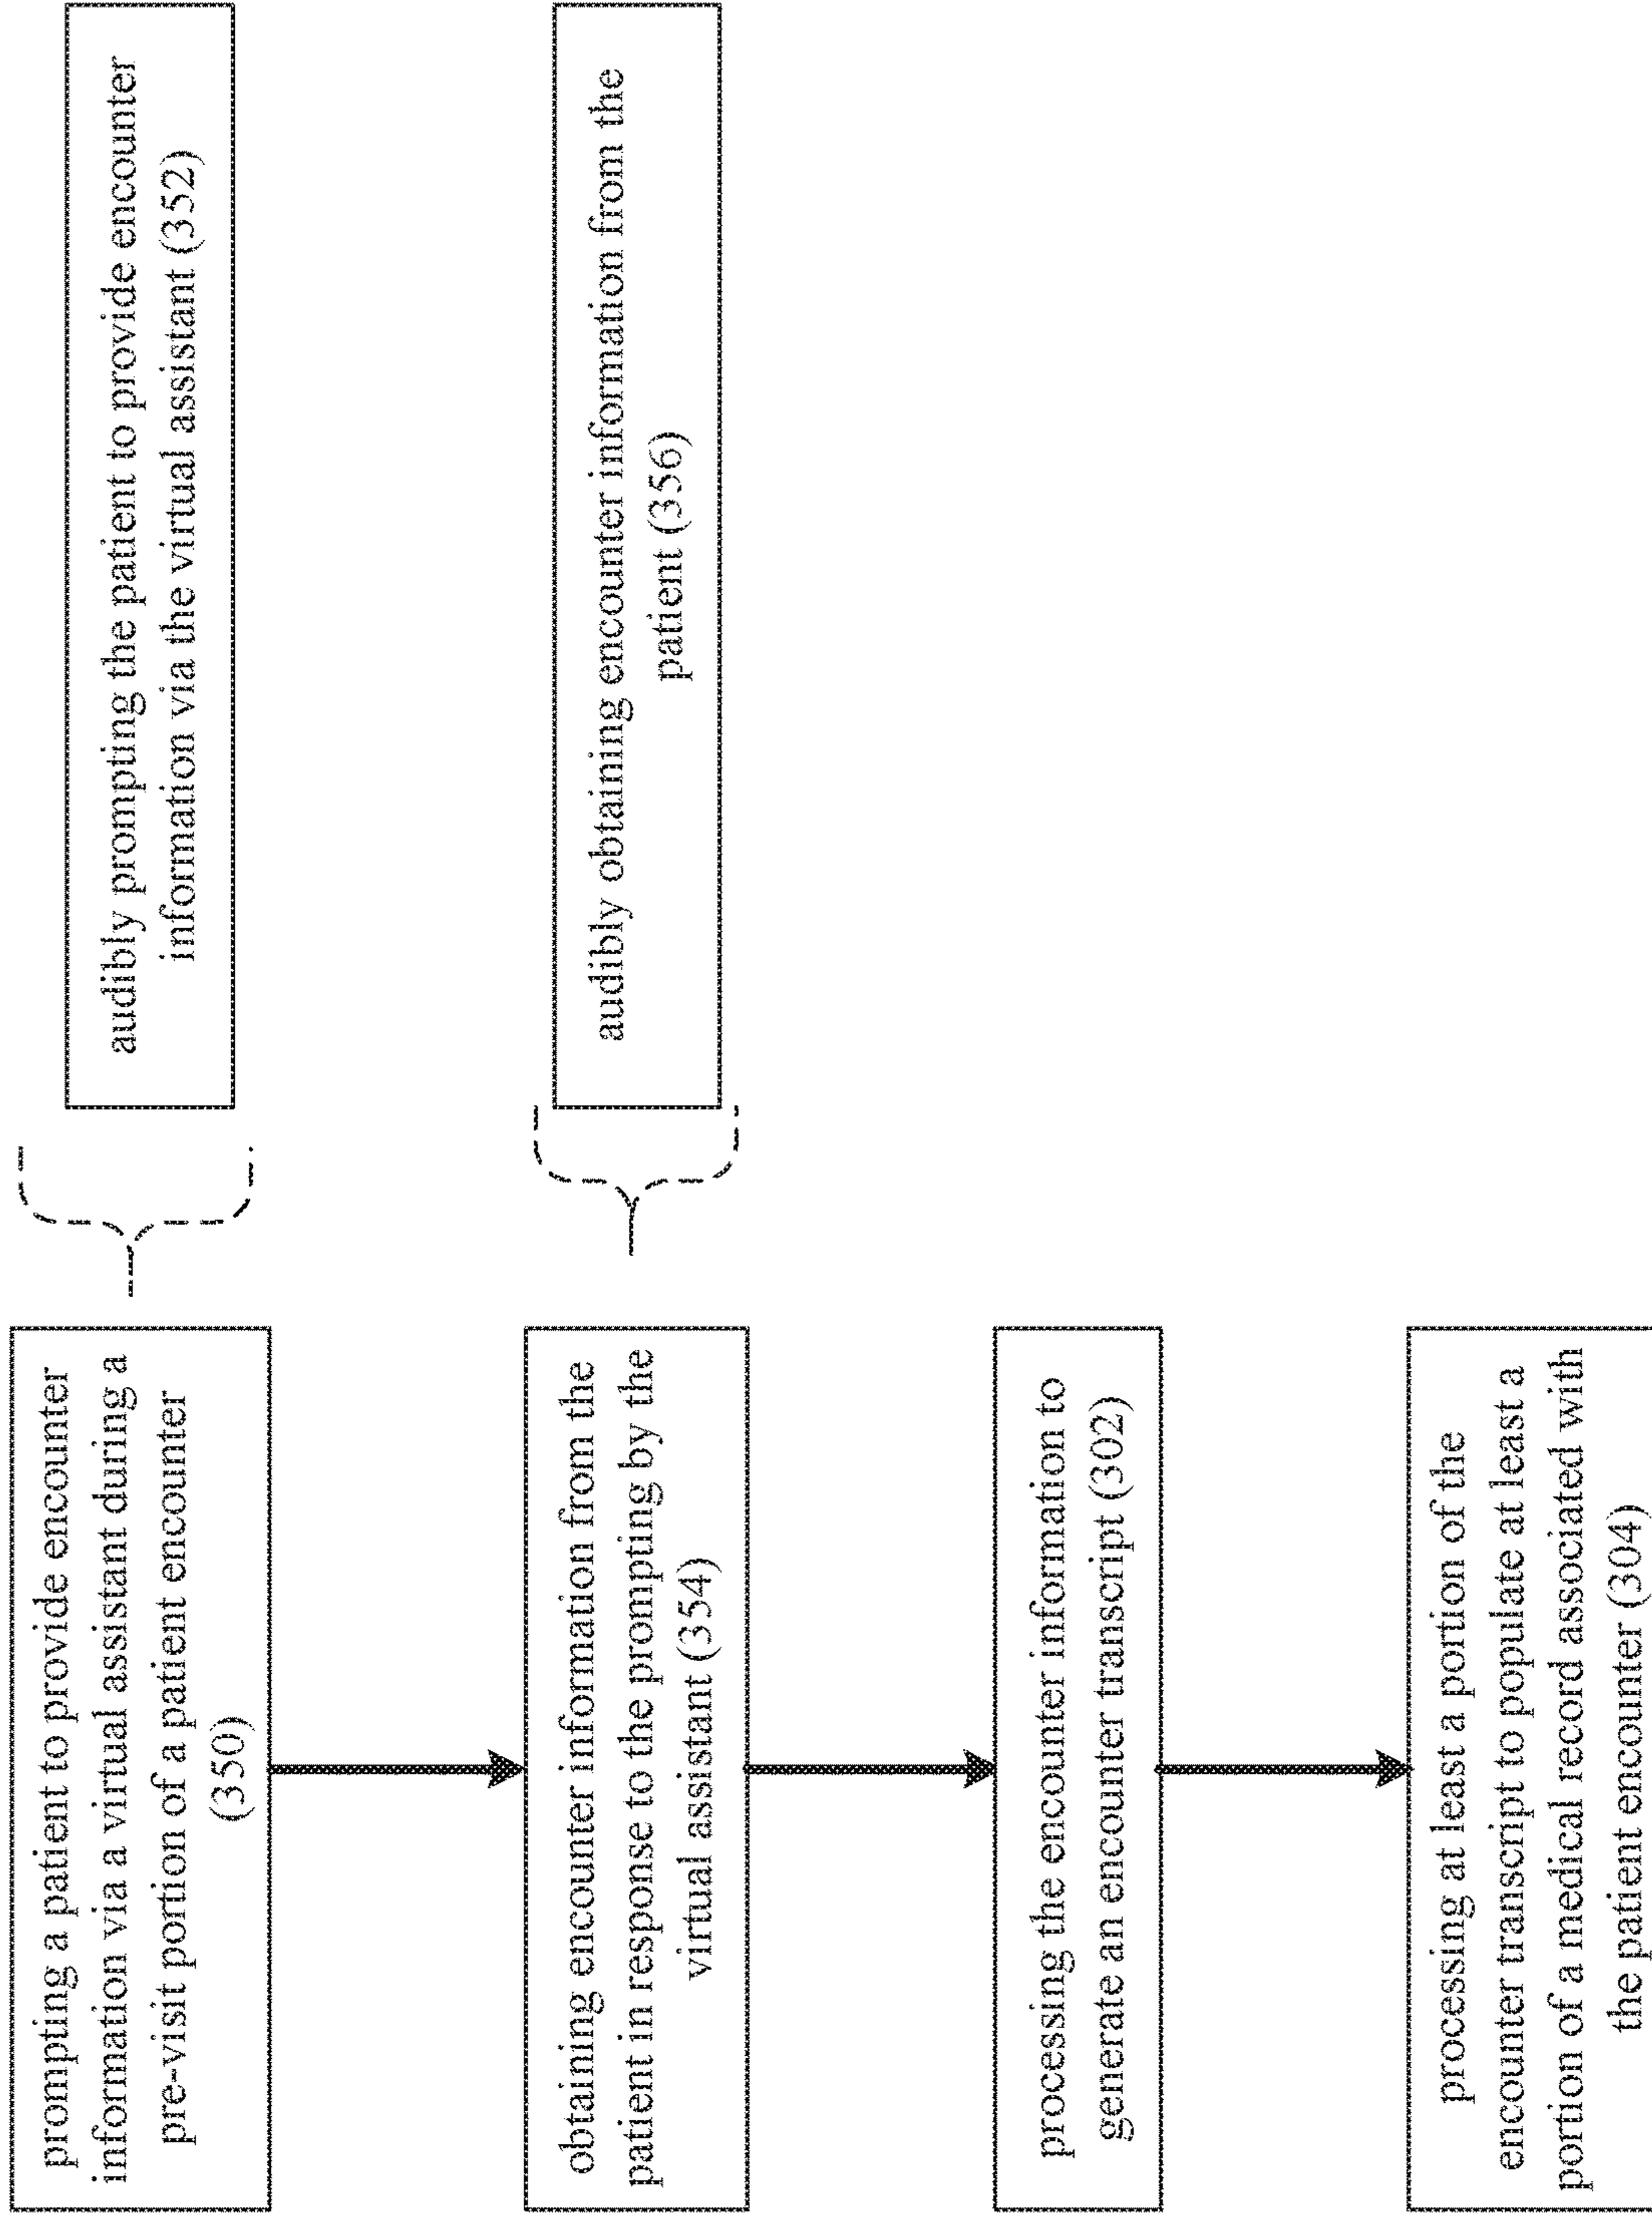 prompting a patient to provide encounter
information via a virtual assistant during a
pre-visit portion of a patient encounter
(350)
audibly prompting the patient to provide encounter
information via the virtual assistant (352)
obtaining encounter information from the
patient in response to the prompting by the
virtual assistant (354)
audibly obtaining encounter information from the
patient (356)
processing the encounter information to
generate an encounter transcript (302)
processing at least a portion of the
encounter transcript to populate at least a
portion of a medical record associated with
the patient encounter (304)